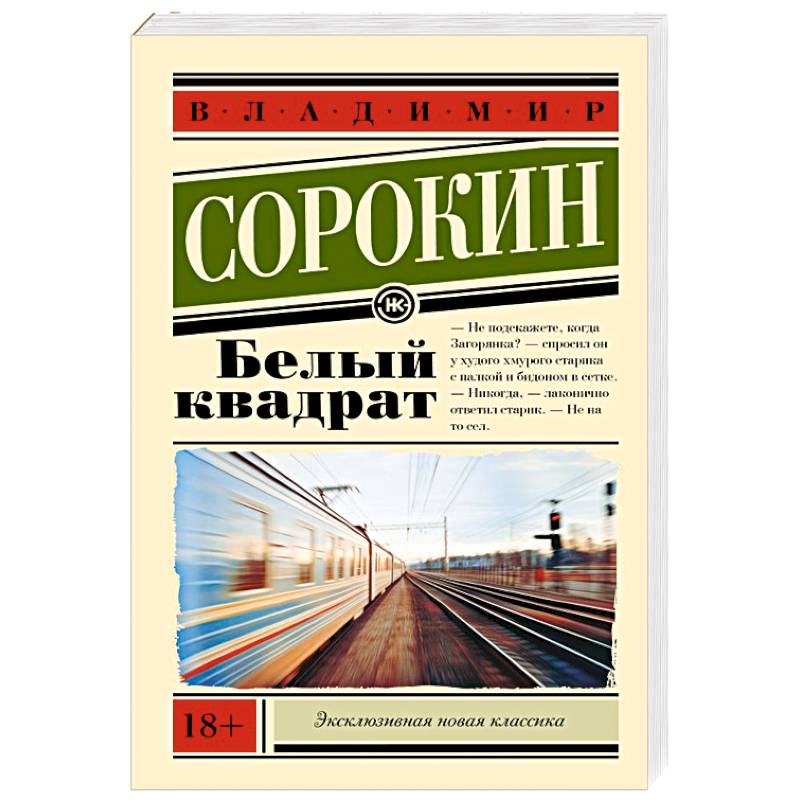 В·Л·А·Д·И·М·И·Р
СОРОКИН
НК
Белый
квадрат
— Не подскажете, когда
Загорянка? — спросил он
у худого хмурого старика
с палкой и бидоном в сетке.
— Никогда, — лаконично
ответил старик. — Не на
то сел.
18+
Эксклюзивная новая классика